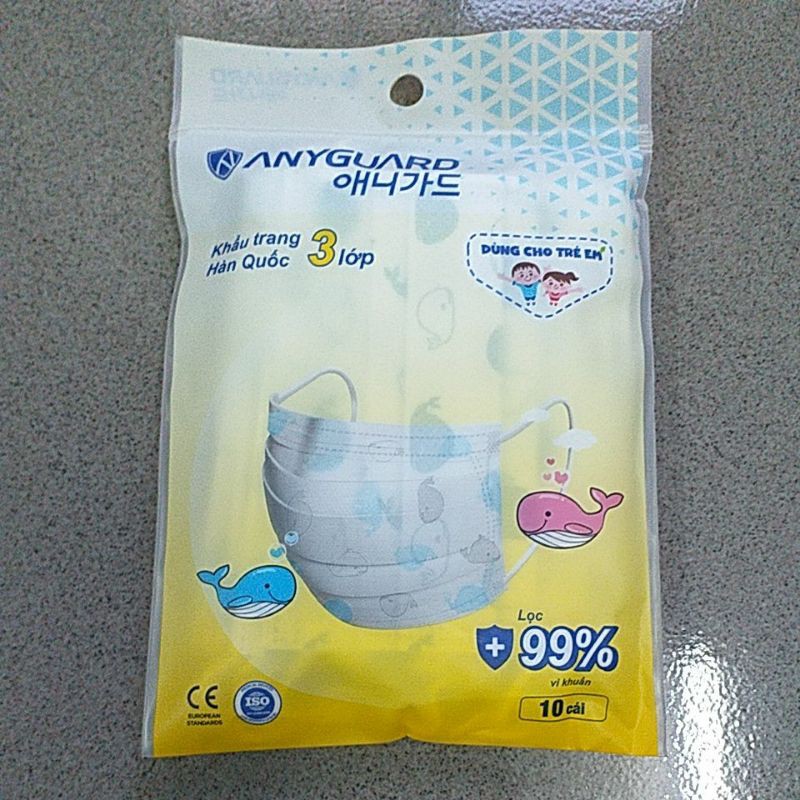 ANYGUARD
애니가드
Khẩu trang
Hàn Quốc 3 lớp
DÙNG CHO TRẺ EM
Lọc
99%
vi khuẩn
10 cái
CE
EUROPEAN
STANDARDS
ISO